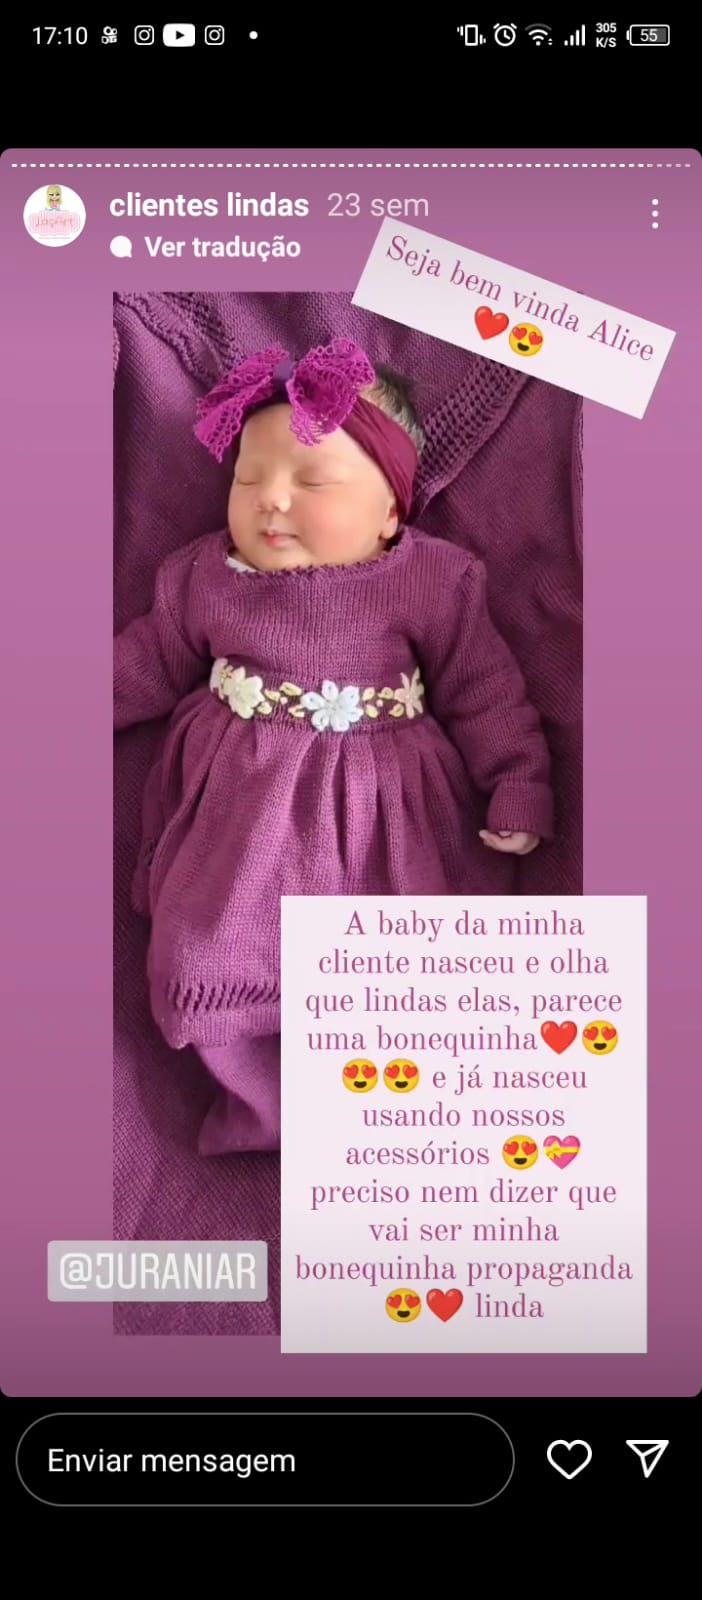 17:10
305
K/S
55
clientes lindas 23 sem
Ver tradução
Seja bem vinda Alice
❤️😍
A baby da minha
cliente nasceu e olha
que lindas elas, parece
uma bonequinha❤️😍
😍😍 e já nasceu
usando nossos
acessórios 😍💝
preciso nem dizer que
vai ser minha
bonequinha propaganda
😍❤️ linda
@JURANIAR
Enviar mensagem